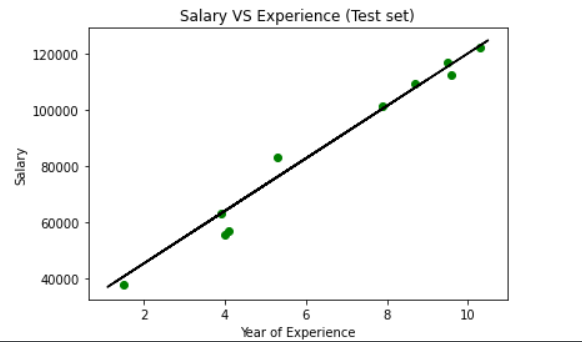 Salary VS Experience (Test set)
120000
100000
80000
60000
40000
Salary
2 4 6 8 10
Year of Experience